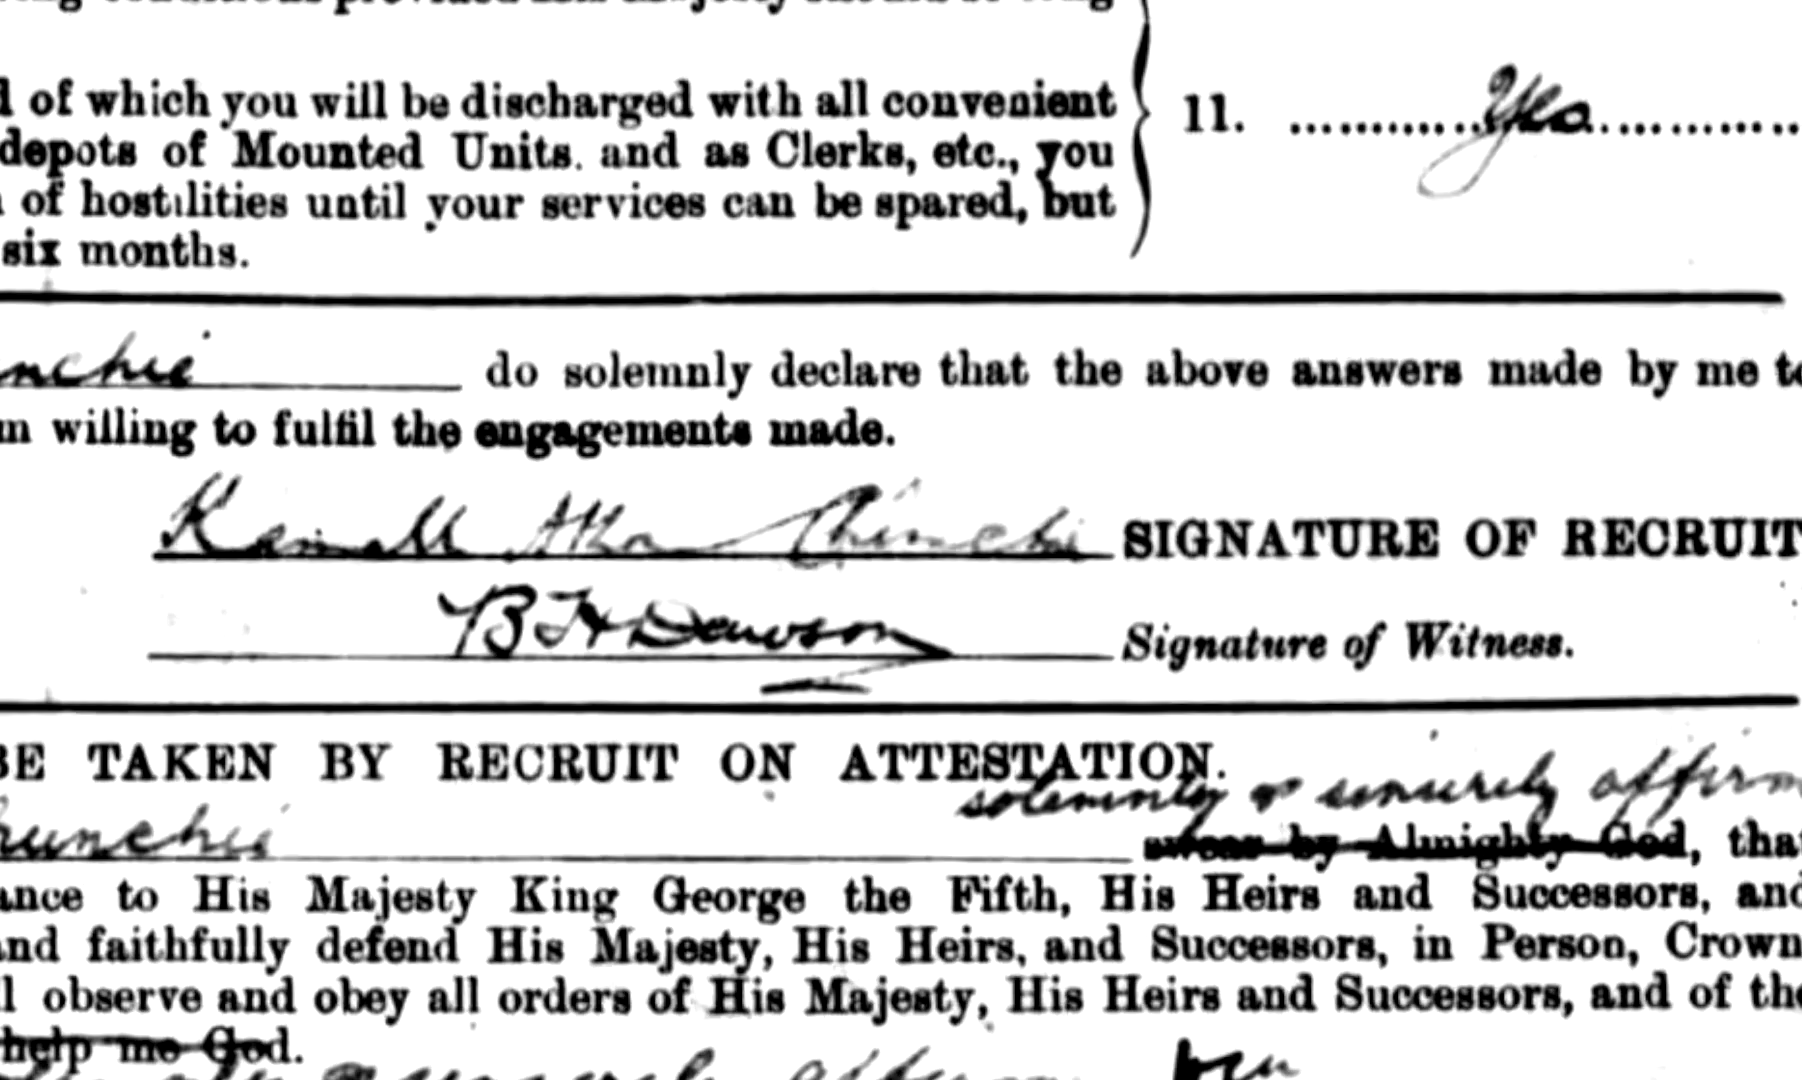 of which you will be discharged with all convenient
depots of Mounted Units. and as Clerks, etc., you
of hostilities until your services can be spared, but
six months.
11. Yes
nchie do solemnly declare that the above answers made by me to
m willing to fulfil the engagements made.
SIGNATURE OF RECRUIT
B H Dawson Signature of Witness.
BE TAKEN BY RECRUIT ON ATTESTATION.
solemnly & sincerely affirm
hunchie swear by Almighty God, that
ance to His Majesty King George the Fifth, His Heirs and Successors, and
and faithfully defend His Majesty, His Heirs, and Successors, in Person, Crown
l observe and obey all orders of His Majesty, His Heirs and Successors, and of the
help me God.